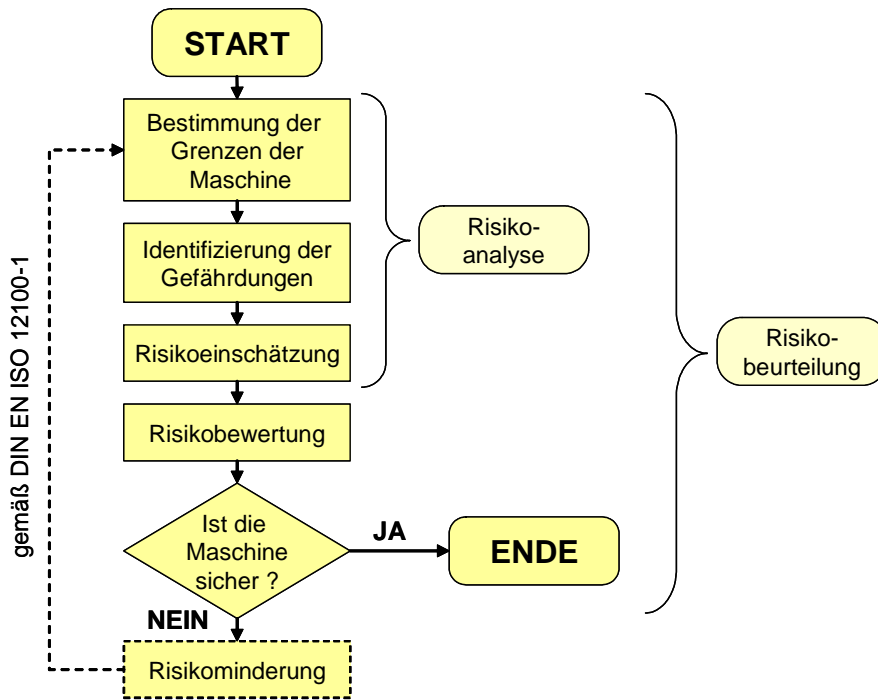 START
Bestimmung der
Grenzen der
Maschine
Identifizierung der
Gefährdungen
Risikoeinschätzung
Risikobewertung
Ist die
Maschine
sicher ?
JA
ENDE
NEIN
Risikominderung
Risiko-
analyse
Risiko-
beurteilung
gemäß DIN EN ISO 12100-1